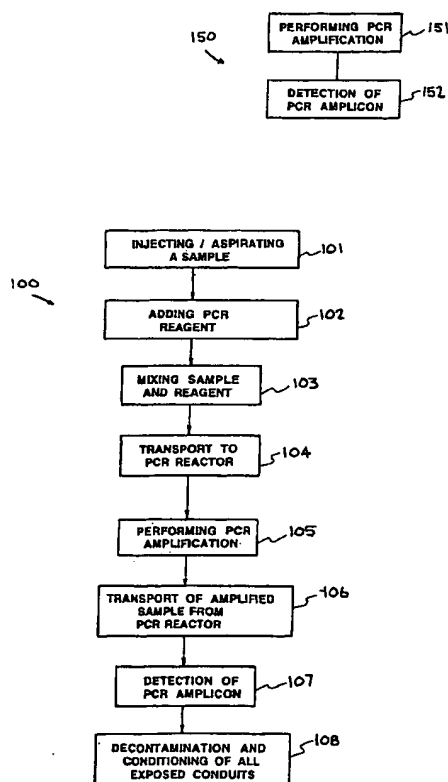 150
PERFORMING PCR
AMPLIFICATION
151
DETECTION OF
PCR AMPLICON
152
100
INJECTING / ASPIRATING
A SAMPLE
101
ADDING PCR
REAGENT
102
MIXING SAMPLE
AND REAGENT
103
TRANSPORT TO
PCR REACTOR
104
PERFORMING PCR
AMPLIFICATION
105
TRANSPORT OF AMPLIFIED
SAMPLE FROM
PCR REACTOR
106
DETECTION OF
PCR AMPLICON
107
DECONTAMINATION AND
CONDITIONING OF ALL
EXPOSED CONDUITS
108